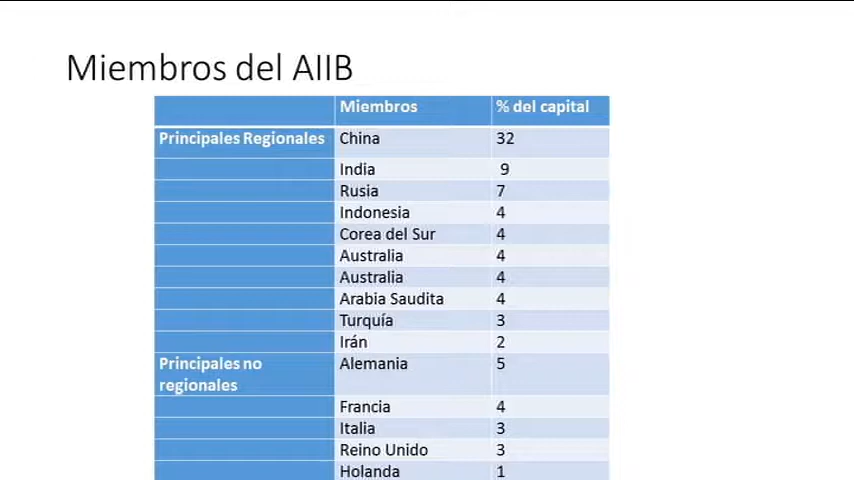 Miembros del AIIB
Miembros % del capital
Principales Regionales China 32
India 9
Rusia 7
Indonesia 4
Corea del Sur 4
Australia 4
Australia 4
Arabia Saudita 4
Turquía 3
Irán 2
Principales no Alemania 5
regionales
Francia 4
Italia 3
Reino Unido 3
Holanda 1